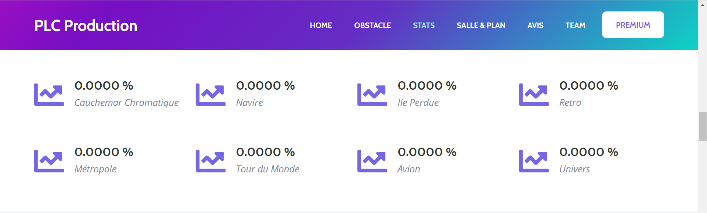 PLC Production
HOME OBSTACLE STATS SALLE & PLAN AVIS TEAM PREMIUM
0.0000 % 0.0000 % 0.0000 % 0.0000 %
Cauchemar Chromatique Navire Ile Perdue Retro
0.0000 % 0.0000 % 0.0000 % 0.0000 %
Métropole Tour du Monde Avion Univers